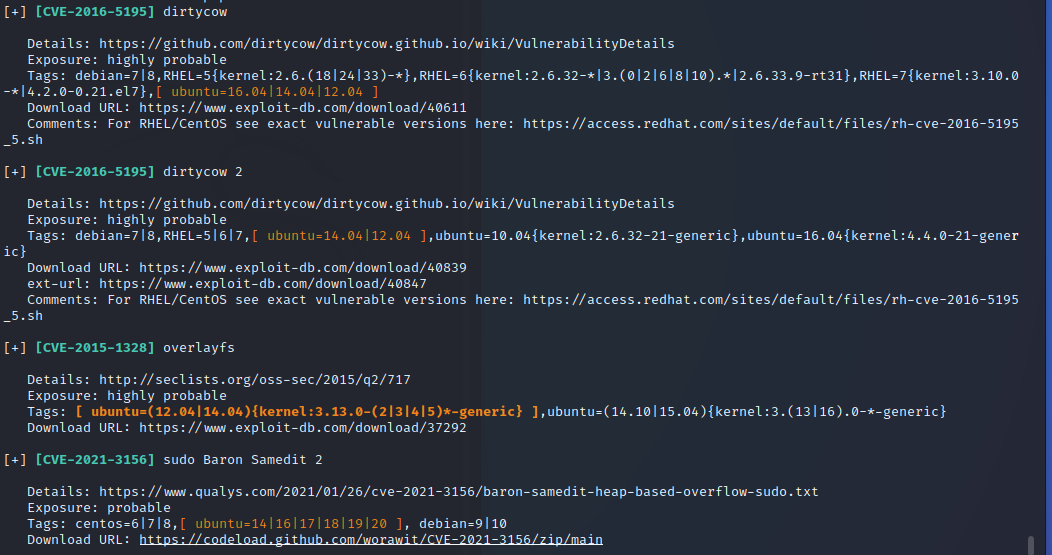 [+] [CVE-2016-5195] dirtycow
Details: https://github.com/dirtycow/dirtycow.github.io/wiki/VulnerabilityDetails
Exposure: highly probable
Tags: debian=7|8,RHEL=5{kernel:2.6.(18|24|33)-*},RHEL=6{kernel:2.6.32-*|3.(0|2|6|8|10).*|2.6.33.9-rt31},RHEL=7{kernel:3.10.0
-*|4.2.0-0.21.el7},[ ubuntu=16.04|14.04|12.04 ]
Download URL: https://www.exploit-db.com/download/40611
Comments: For RHEL/CentOS see exact vulnerable versions here: https://access.redhat.com/sites/default/files/rh-cve-2016-5195
_5.sh
[+] [CVE-2016-5195] dirtycow 2
Details: https://github.com/dirtycow/dirtycow.github.io/wiki/VulnerabilityDetails
Exposure: highly probable
Tags: debian=7|8,RHEL=5|6|7,[ ubuntu=14.04|12.04 ],ubuntu=10.04{kernel:2.6.32-21-generic},ubuntu=16.04{kernel:4.4.0-21-gener
ic}
Download URL: https://www.exploit-db.com/download/40839
ext-url: https://www.exploit-db.com/download/40847
Comments: For RHEL/CentOS see exact vulnerable versions here: https://access.redhat.com/sites/default/files/rh-cve-2016-5195
_5.sh
[+] [CVE-2015-1328] overlayfs
Details: http://seclists.org/oss-sec/2015/q2/717
Exposure: highly probable
Tags: [ ubuntu=(12.04|14.04){kernel:3.13.0-(2|3|4|5)*-generic} ],ubuntu=(14.10|15.04){kernel:3.(13|16).0-*-generic}
Download URL: https://www.exploit-db.com/download/37292
[+] [CVE-2021-3156] sudo Baron Samedit 2
Details: https://www.qualys.com/2021/01/26/cve-2021-3156/baron-samedit-heap-based-overflow-sudo.txt
Exposure: probable
Tags: centos=6|7|8,[ ubuntu=14|16|17|18|19|20 ], debian=9|10
Download URL: https://codeload.github.com/worawit/CVE-2021-3156/zip/main